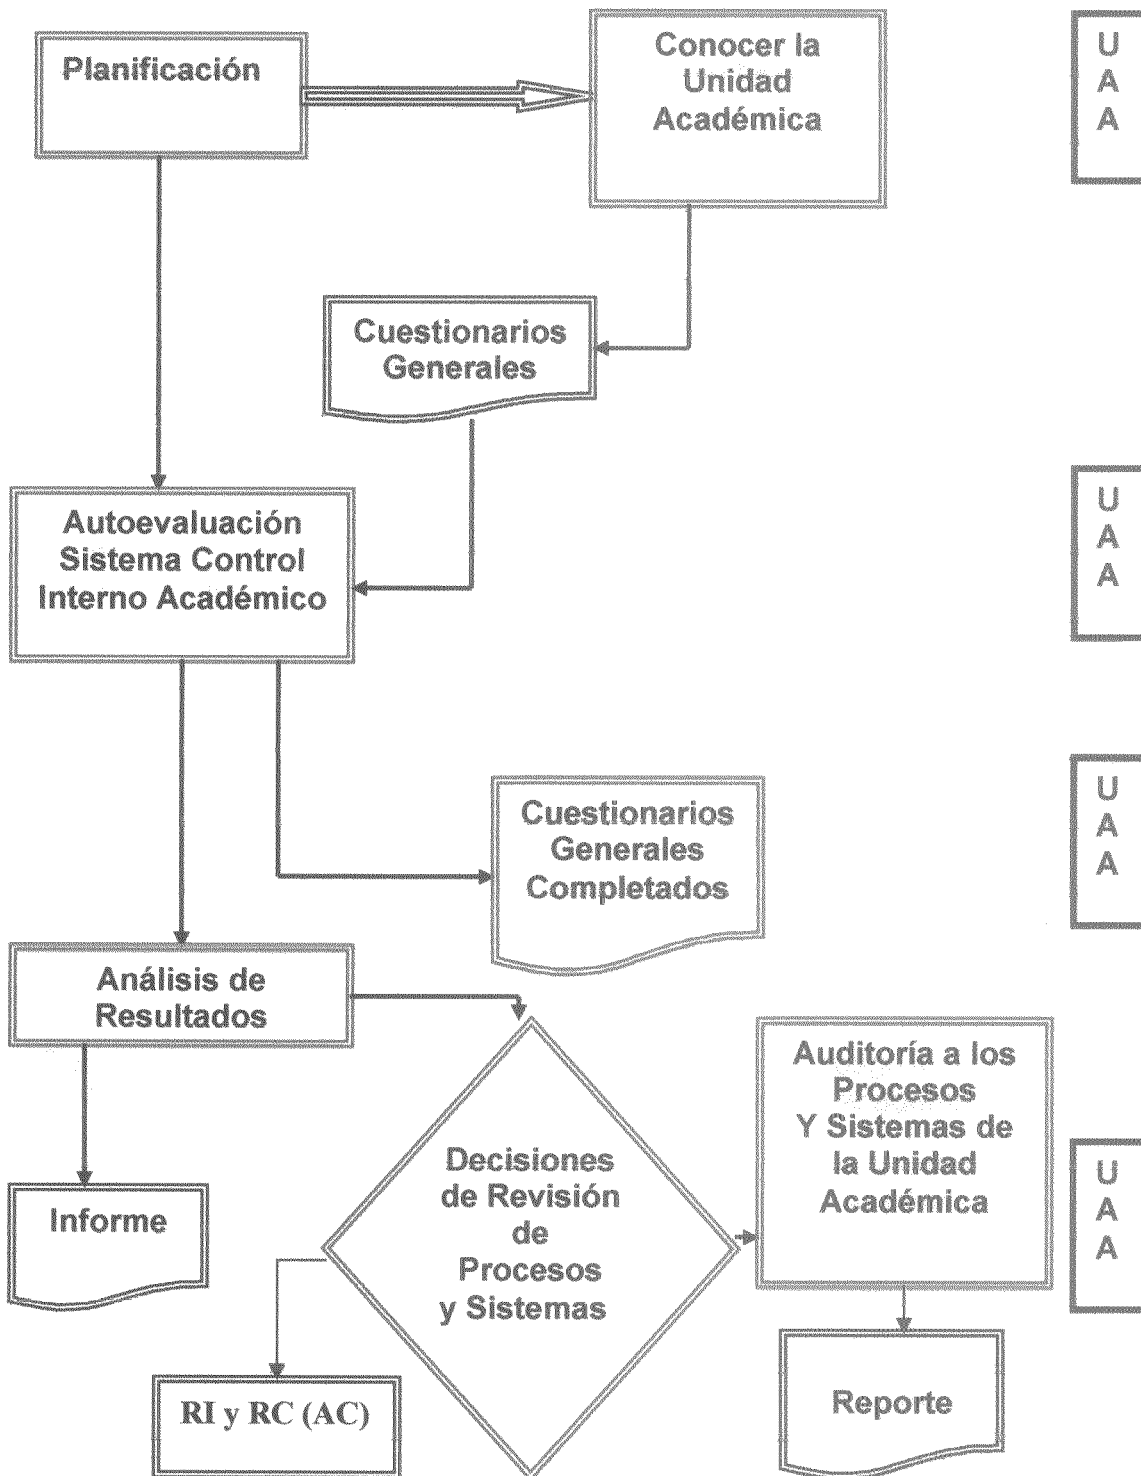 Planificación
Conocer la
Unidad
Académica
U
A
A
Cuestionarios
Generales
Autoevaluación
Sistema Control
Interno Académico
U
A
A
Cuestionarios
Generales
Completados
U
A
A
Análisis de
Resultados
Informe
Decisiones
de Revisión
de
Procesos
y Sistemas
Auditoría a los
Procesos
Y Sistemas de
la Unidad
Académica
U
A
A
RI y RC (AC)
Reporte